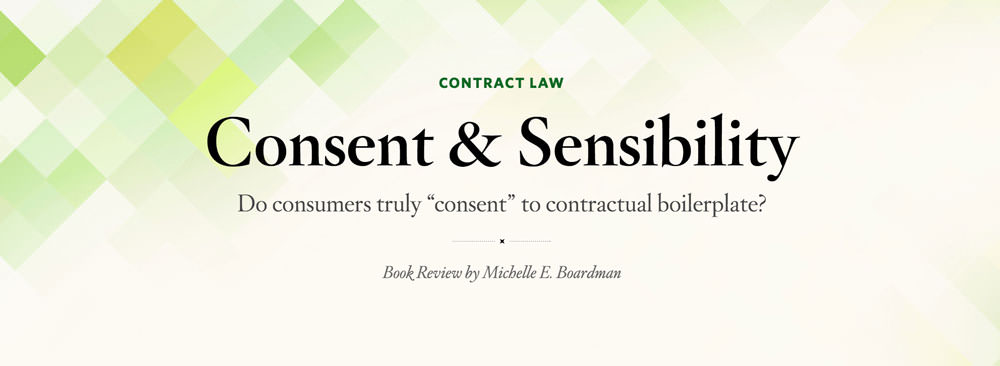 CONTRACT LAW
Consent & Sensibility
Do consumers truly “consent” to contractual boilerplate?
Book Review by Michelle E. Boardman